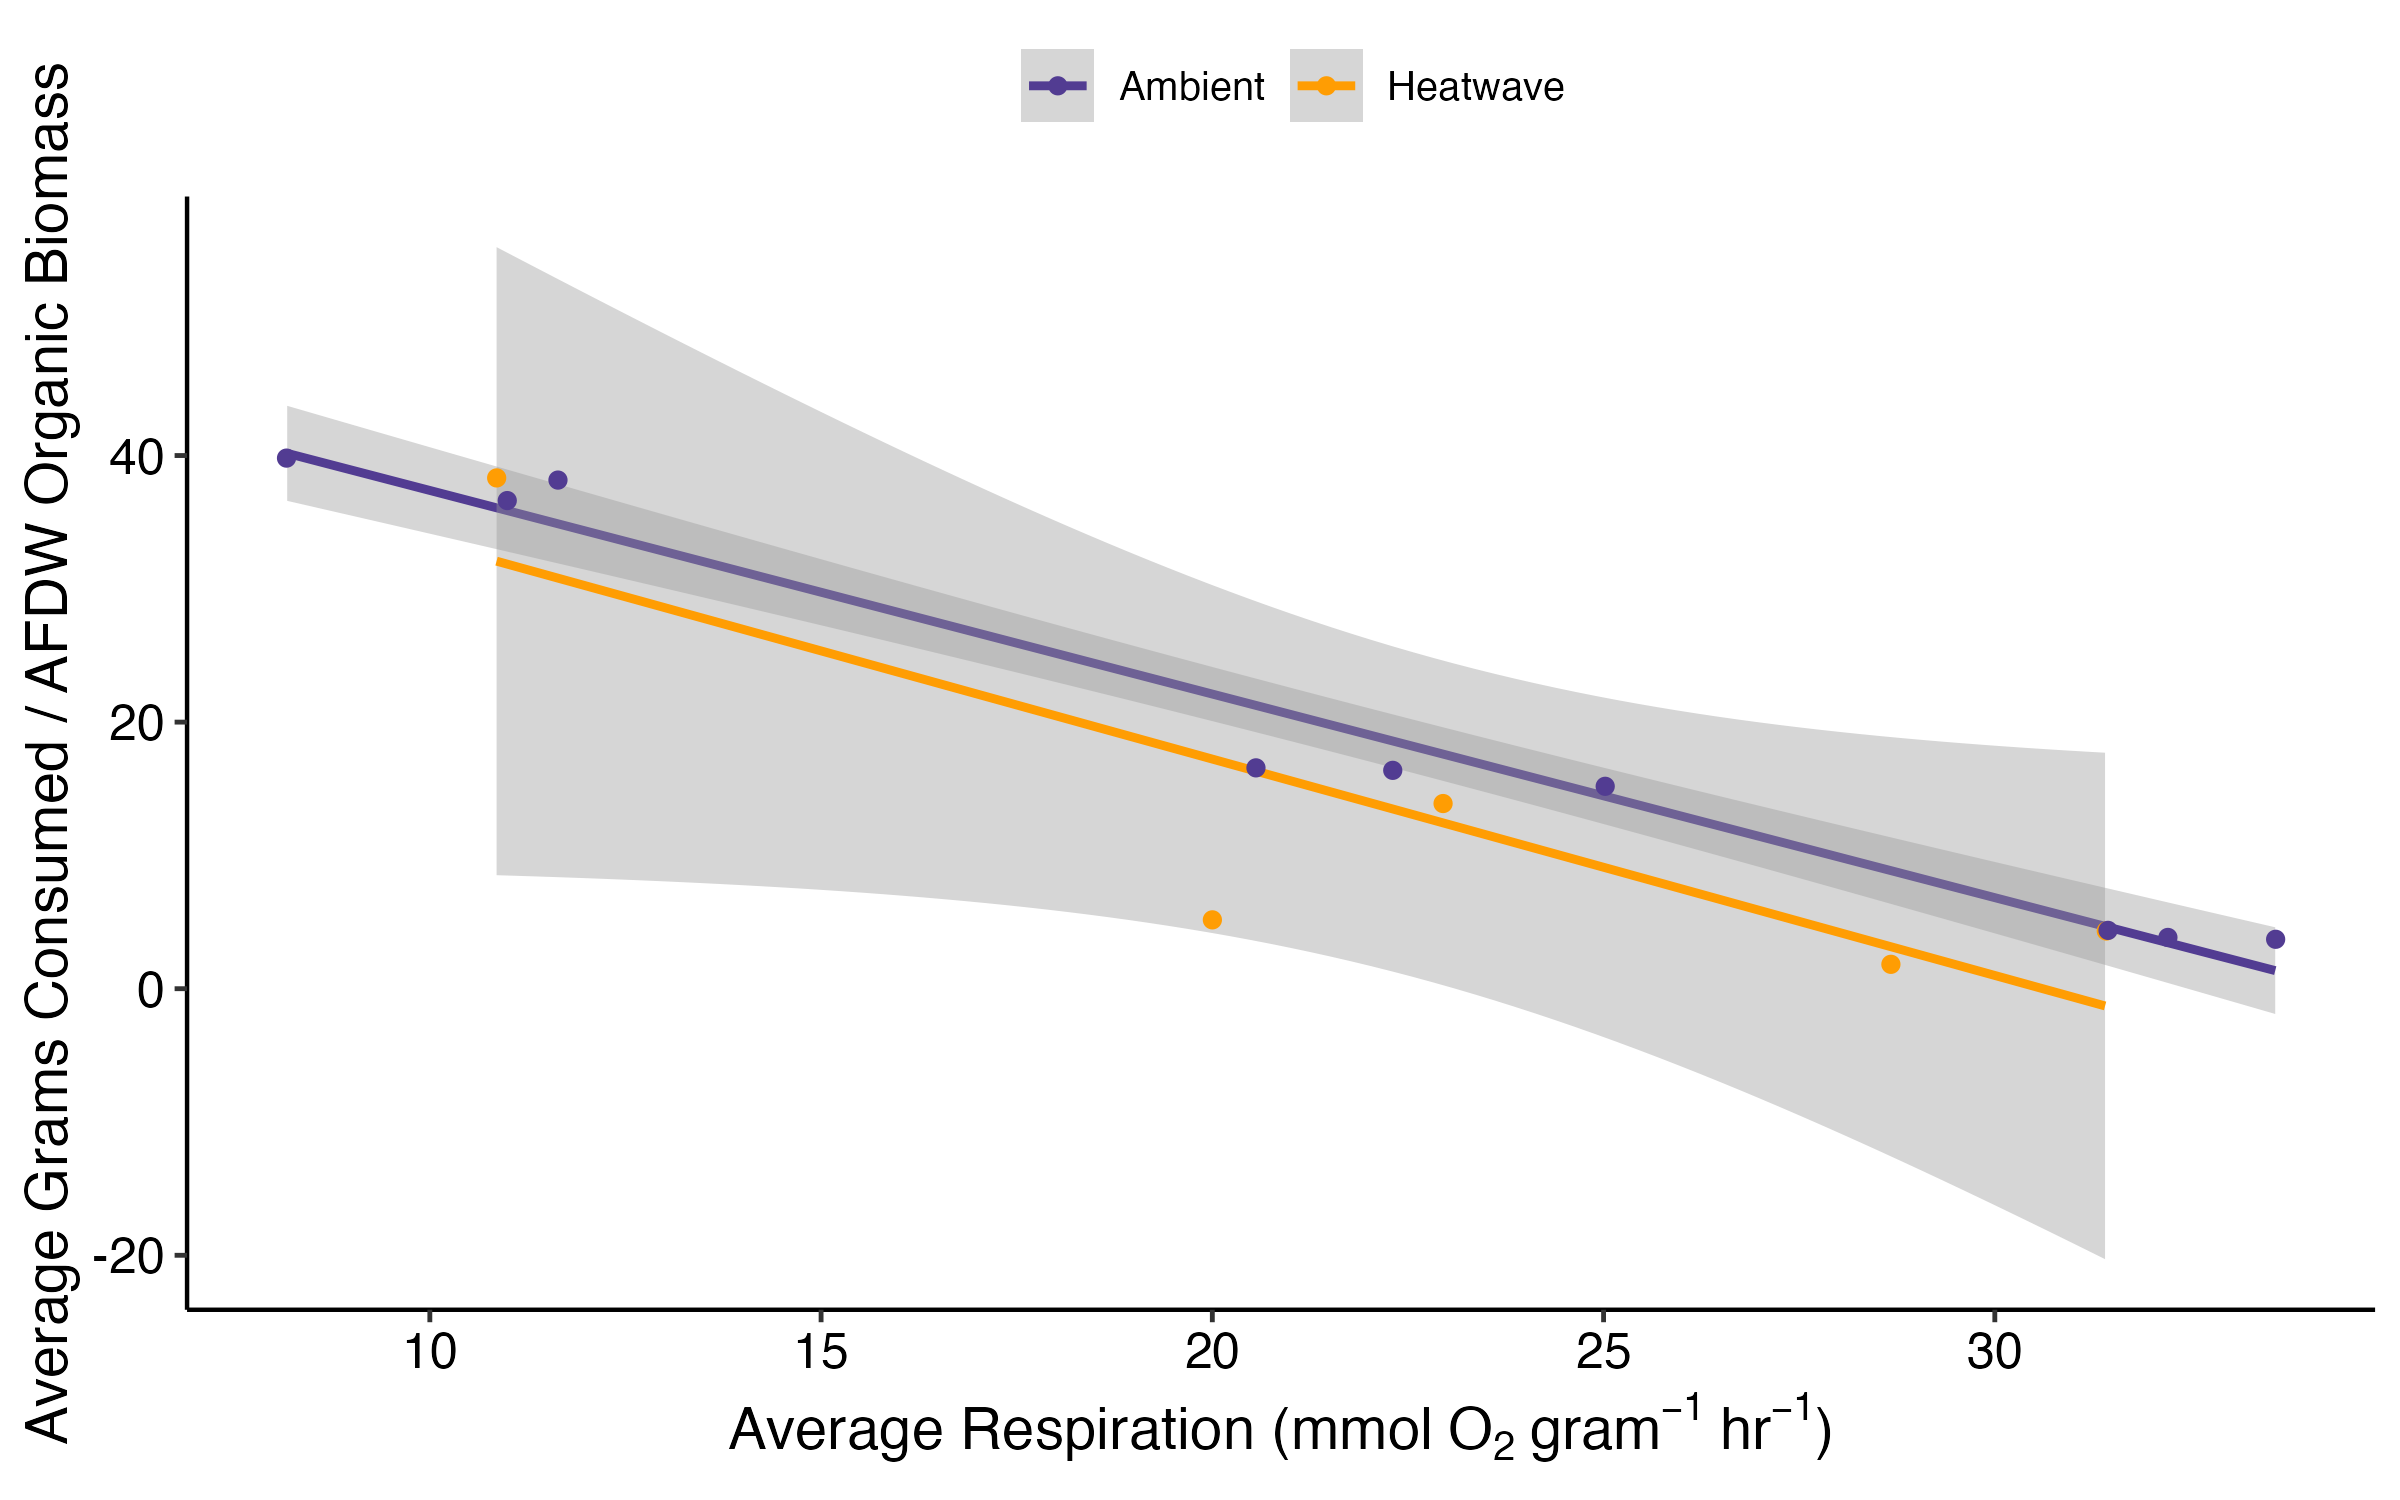 Ambient
Heatwave
Average Grams Consumed / AFDW Organic Biomass
40
20
0
-20
10
15
20
25
30
Average Respiration (mmol O₂ gram⁻¹ hr⁻¹)